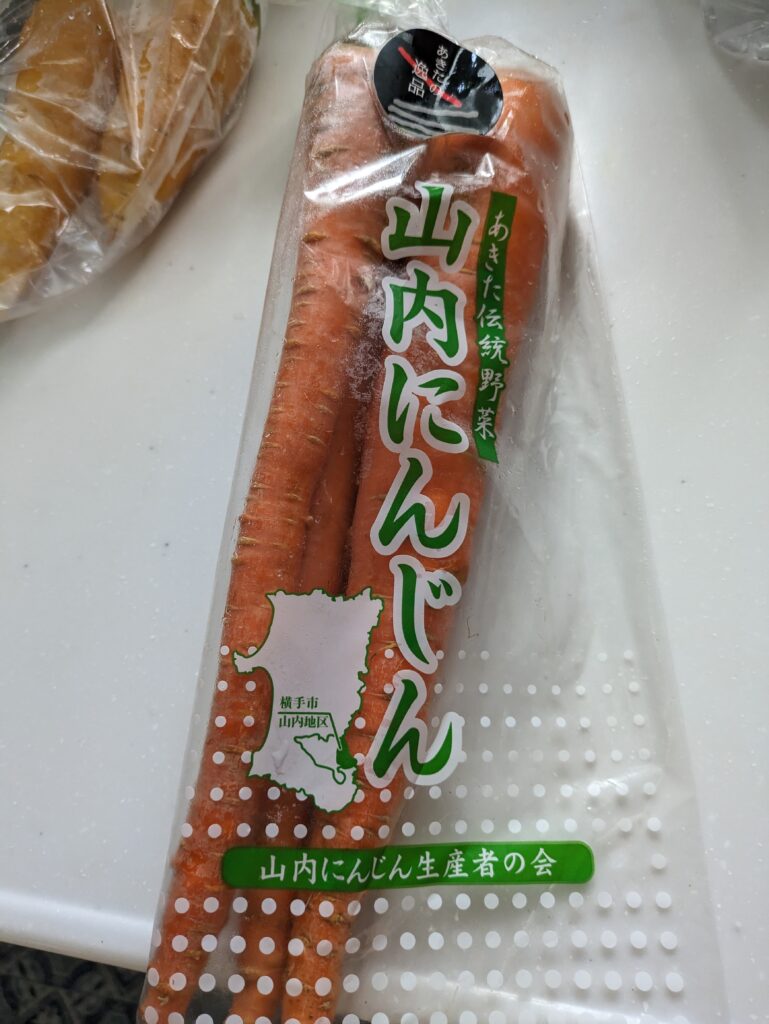 あきたの
逸品
あきた伝統野菜
山内にんじん
横手市
山内地区
山内にんじん生産者の会